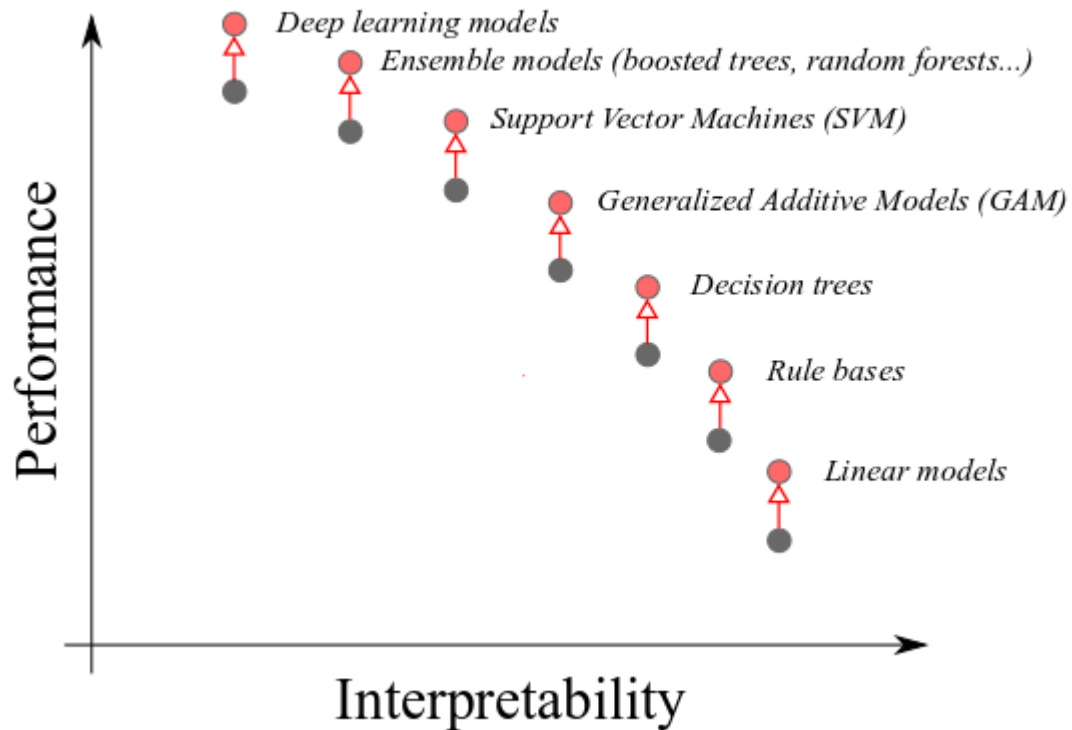 Deep learning models
Ensemble models (boosted trees, random forests...)
Support Vector Machines (SVM)
Generalized Additive Models (GAM)
Decision trees
Rule bases
Linear models
Performance
Interpretability